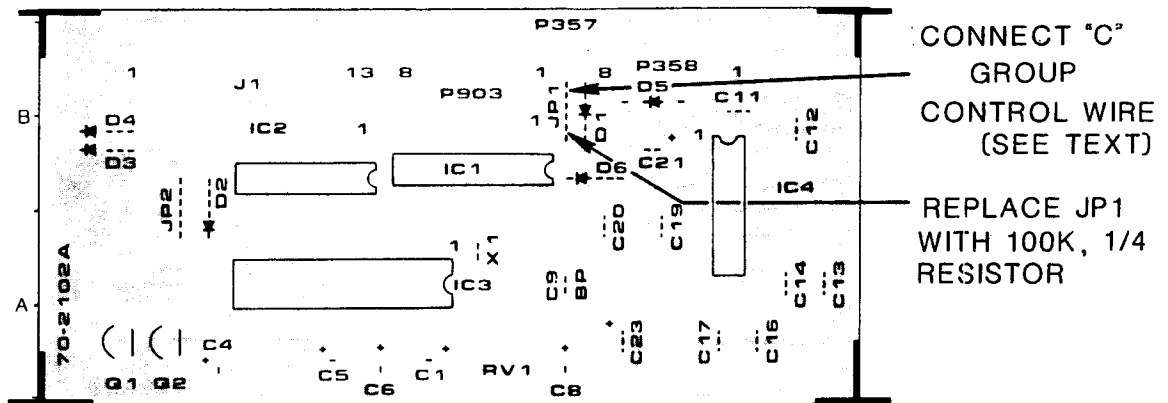 P357
CONNECT "C"
GROUP
CONTROL WIRE
(SEE TEXT)
REPLACE JP1
WITH 100K, 1/4
RESISTOR
1 J1 13 8 P903 1 8 P358 1
D5
C11
JP1
1
D1
C12
B
D4
D3
IC2 1
IC1
D6
C21
+ 1
IC4
JP2
D2
C20
C19
1 X1
IC3
C9
BP
C14
C13
A
70-2102A
C4
+ -
Q1 Q2
+ - C5
+ - C6
- + C1
RV1
+ - C8
+ C23
C17
C16